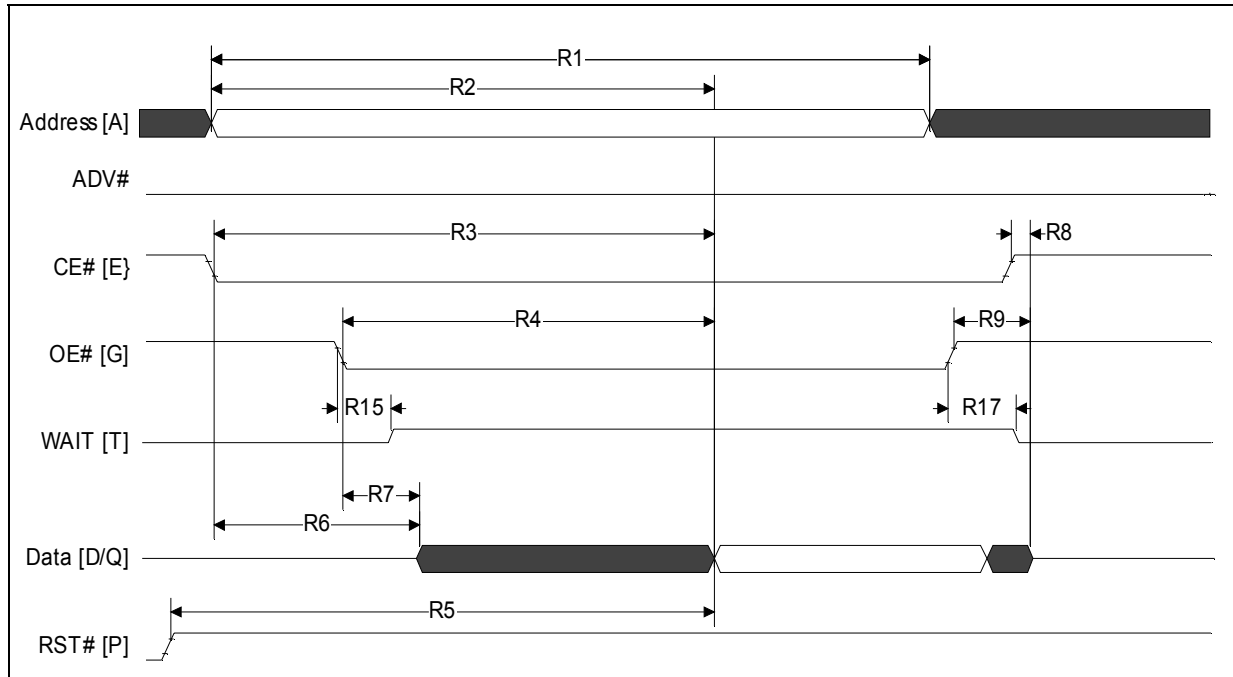 R1
R2
Address [A]
ADV#
R3
R8
CE# [E}
R4
R9
OE# [G]
R15
R17
WAIT [T]
R7
R6
Data [D/Q]
R5
RST# [P]